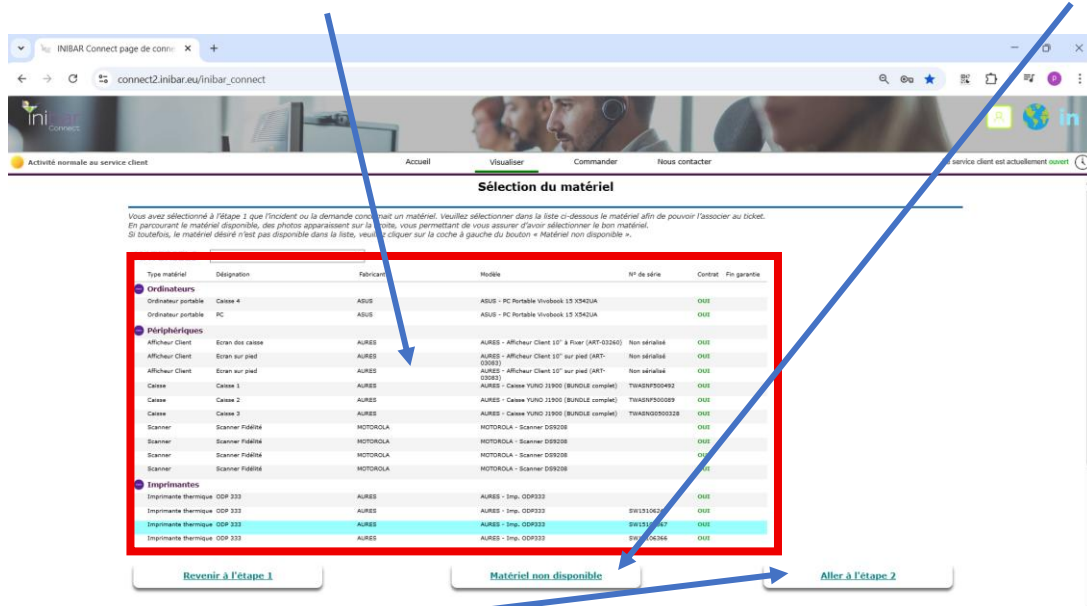 INIBAR Connect page de conne
connect2.inibar.eu/inibar_connect
P
inibar
Connect
in
Activité normale au service client
Accueil Visualiser Commander Nous contacter
service client est actuellement ouvert
Sélection du matériel
Vous avez sélectionné à l'étape 1 que l'incident ou la demande concernait un matériel. Veuillez sélectionner dans la liste ci-dessous le matériel afin de pouvoir l'associer au ticket.
En parcourant le matériel disponible, des photos apparaissent sur la droite, vous permettant de vous assurer d'avoir sélectionner le bon matériel.
Si toutefois, le matériel désiré n'est pas disponible dans la liste, veuillez cliquer sur la coche à gauche du bouton « Matériel non disponible ».
Type matériel Désignation Fabricant Modèle N° de série Contrat Fin garantie
Ordinateurs
Ordinateur portable Caisse 4 ASUS ASUS - PC Portable Vivobook 15 X542UA OUI
Ordinateur portable PC ASUS ASUS - PC Portable Vivobook 15 X542UA OUI
Périphériques
Afficheur Client Ecran dos caisse AURES AURES - Afficheur Client 10" à Fixer (ART-03260) Non sérialisé OUI
Afficheur Client Ecran sur pied AURES AURES - Afficheur Client 10" sur pied (ART-03083) Non sérialisé OUI
Afficheur Client Ecran sur pied AURES AURES - Afficheur Client 10" sur pied (ART-03083) Non sérialisé OUI
Caisse Caisse 1 AURES AURES - Caisse YUNO J1900 (BUNDLE complet) TWASNF500492 OUI
Caisse Caisse 2 AURES AURES - Caisse YUNO J1900 (BUNDLE complet) TWASNF500089 OUI
Caisse Caisse 3 AURES AURES - Caisse YUNO J1900 (BUNDLE complet) TWASNG0500328 OUI
Scanner Scanner Fidélité MOTOROLA MOTOROLA - Scanner DS9208 OUI
Scanner Scanner Fidélité MOTOROLA MOTOROLA - Scanner DS9208 OUI
Scanner Scanner Fidélité MOTOROLA MOTOROLA - Scanner DS9208 OUI
Scanner Scanner Fidélité MOTOROLA MOTOROLA - Scanner DS9208 OUI
Imprimantes
Imprimante thermique ODP 333 AURES AURES - Imp. ODP333 OUI
Imprimante thermique ODP 333 AURES AURES - Imp. ODP333 OUI
Imprimante thermique ODP 333 AURES AURES - Imp. ODP333 OUI
Imprimante thermique ODP 333 AURES AURES - Imp. ODP333 OUI
Revenir à l'étape 1 Matériel non disponible Aller à l'étape 2